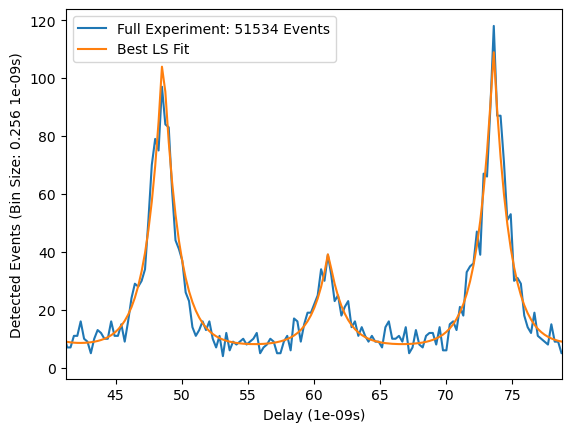 Full Experiment: 51534 Events
Best LS Fit
Detected Events (Bin Size: 0.256 1e-09s)
120
100
80
60
40
20
0
45 50 55 60 65 70 75
Delay (1e-09s)